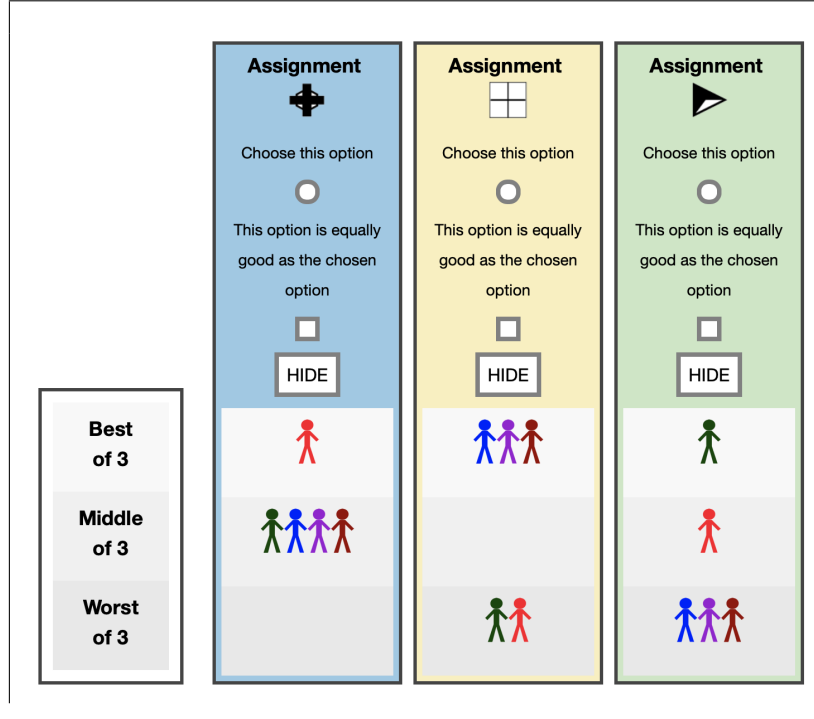 Assignment
Choose this option
This option is equally
good as the chosen
option
HIDE
Assignment
Choose this option
This option is equally
good as the chosen
option
HIDE
Assignment
Choose this option
This option is equally
good as the chosen
option
HIDE
Best
of 3
Middle
of 3
Worst
of 3